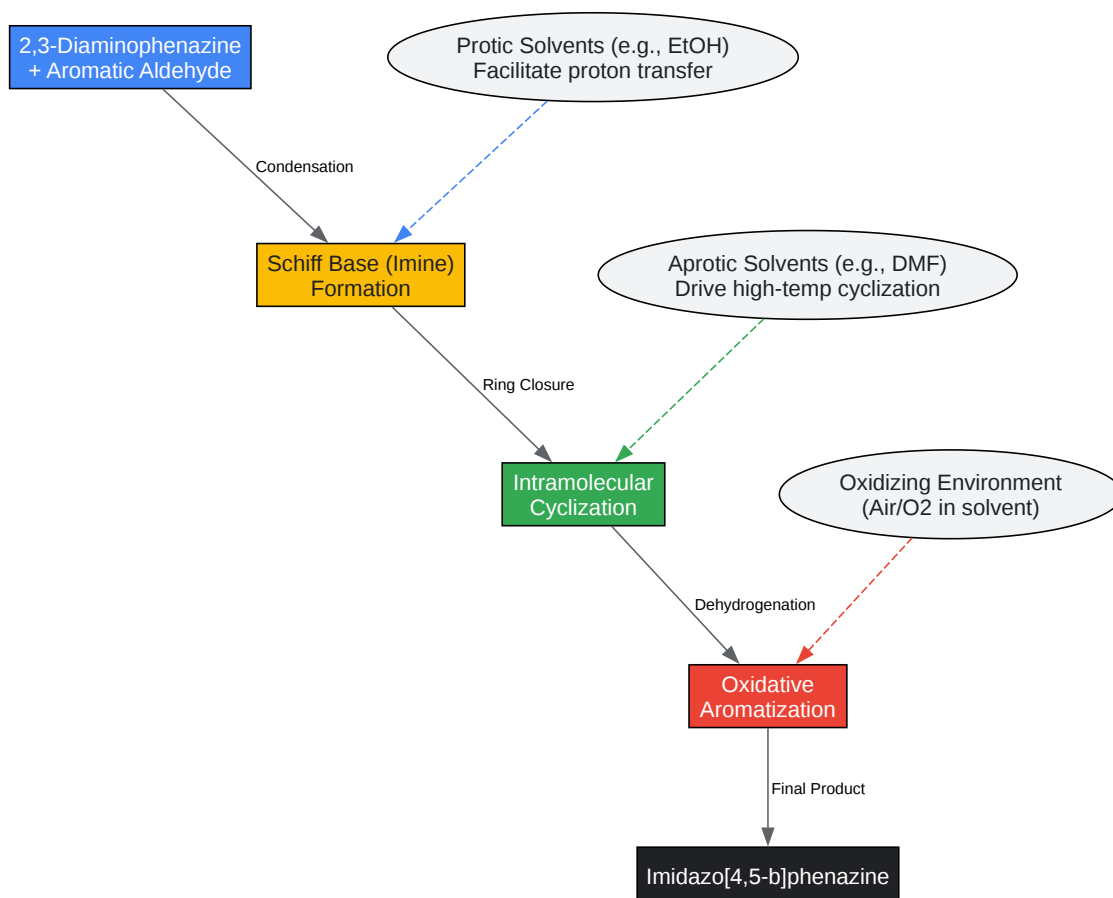 2,3-Diaminophenazine
+ Aromatic Aldehyde
Protic Solvents (e.g., EtOH)
Facilitate proton transfer
Condensation
Schiff Base (Imine)
Formation
Aprotic Solvents (e.g., DMF)
Drive high-temp cyclization
Ring Closure
Intramolecular
Cyclization
Oxidizing Environment
(Air/O2 in solvent)
Dehydrogenation
Oxidative
Aromatization
Final Product
Imidazo[4,5-b]phenazine